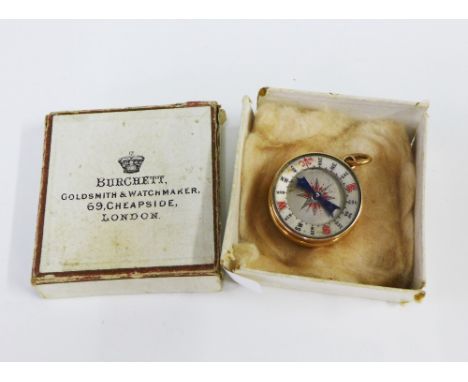 BURCHETT,
GOLDSMITH & WATCHMAKER,
69, CHEAPSIDE,
LONDON.